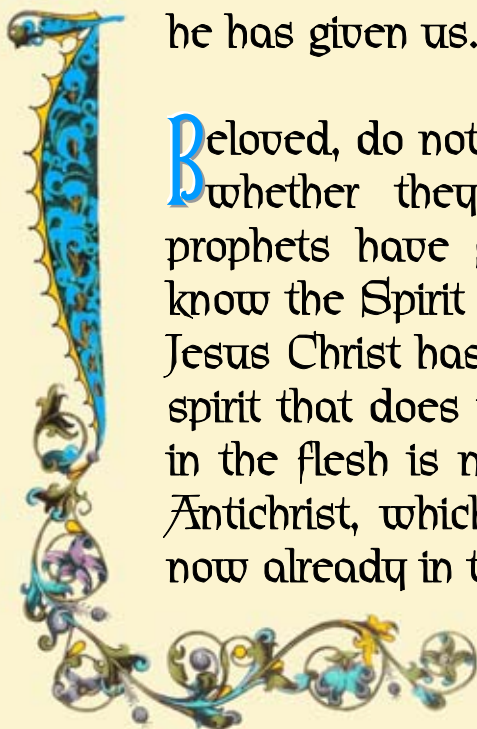 he has given us.
Beloved, do not
whether they
prophets have
know the Spirit
Jesus Christ has
spirit that does
in the flesh is
Antichrist, which
now already in